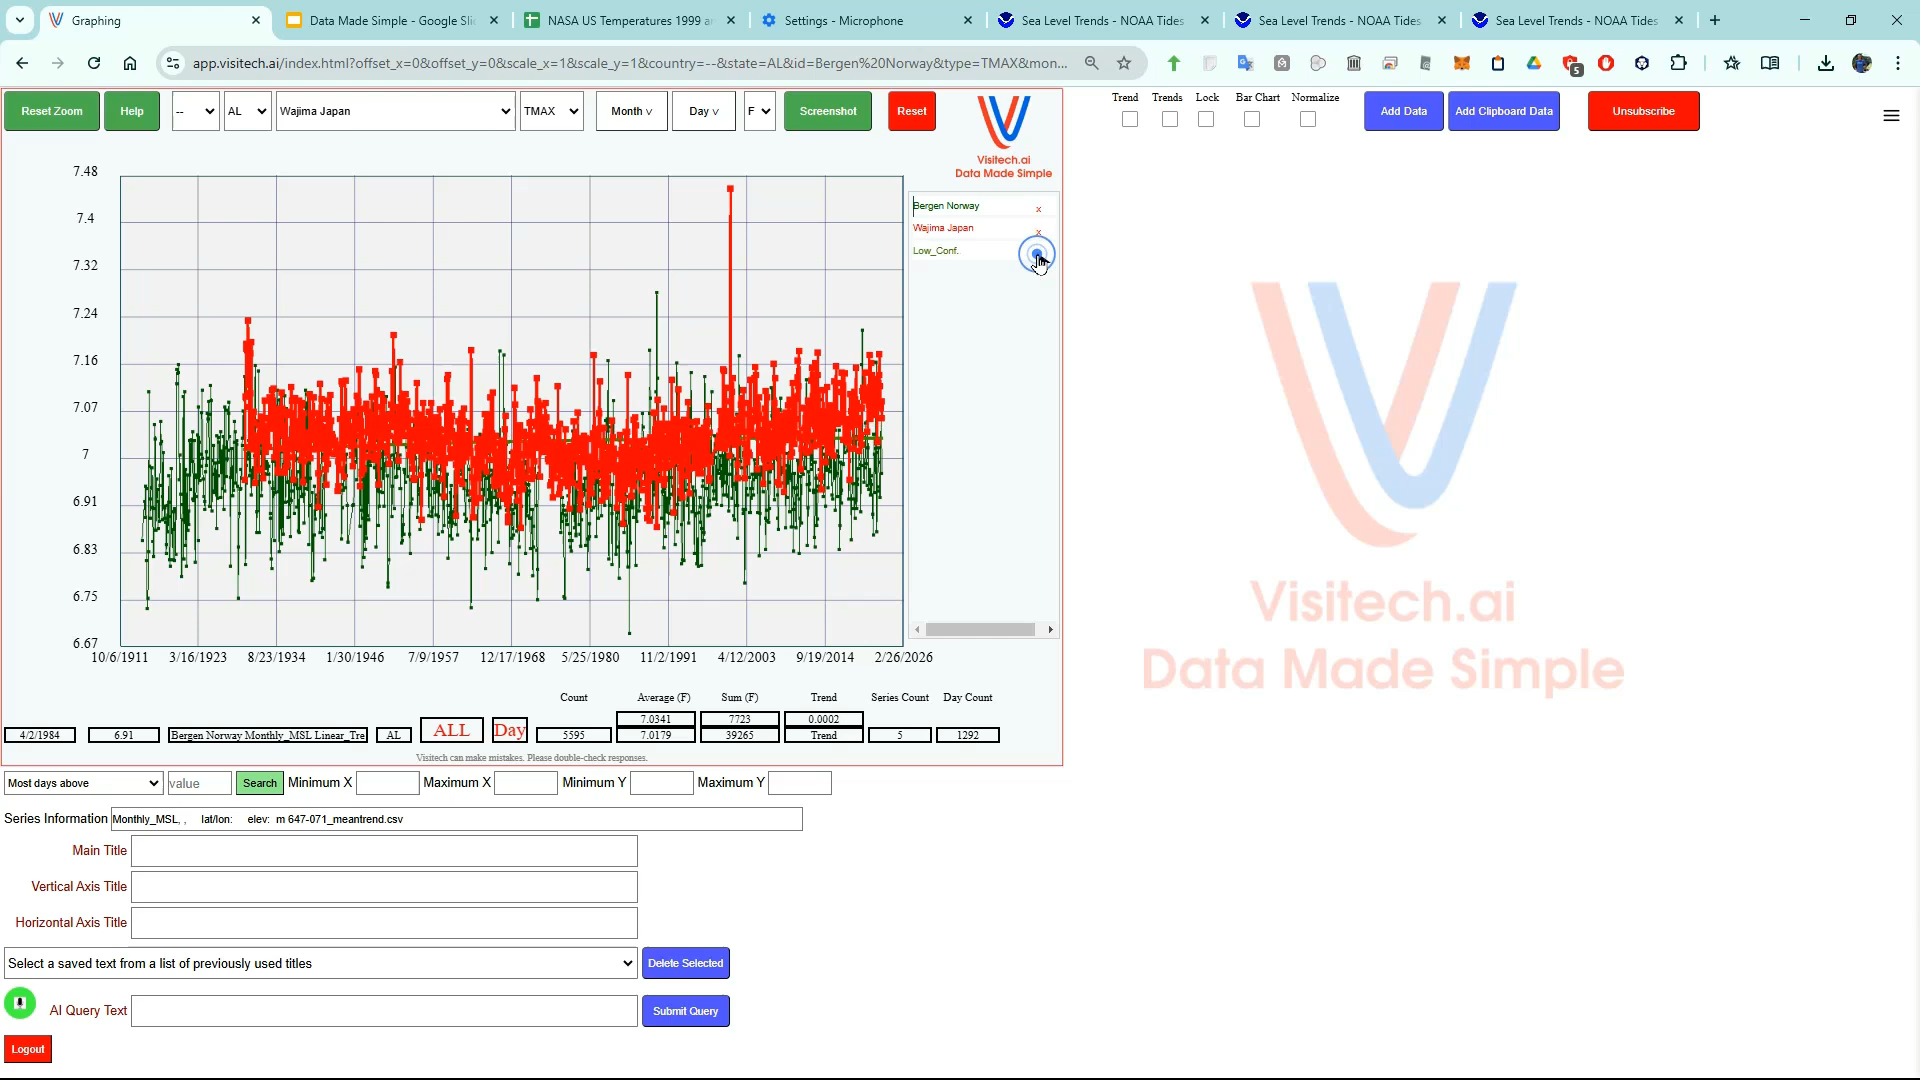 Graphing
Data Made Simple - Google Sli
NASA US Temperatures 1999 a
Settings - Microphone
Sea Level Trends - NOAA Tides
Sea Level Trends - NOAA Tides
Sea Level Trends - NOAA Tides
app.visitech.ai/index.html?offset_x=0&offset_y=0&scale_x=1&scale_y=1&country=--&state=AL&id=Bergen%20Norway&type=TMAX&mon...
5
Reset Zoom
Help
--
AL
Wajima Japan
TMAX
Month v
Day v
F
Screenshot
Reset
Trend
Trends
Lock
Bar Chart
Normalize
Add Data
Add Clipboard Data
Unsubscribe
Visitech.ai
Data Made Simple
7.48
7.4
7.32
7.24
7.16
7.07
7
6.91
6.83
6.75
6.67
Bergen Norway x
Wajima Japan x
Low_Conf.
10/6/1911 3/16/1923 8/23/1934 1/30/1946 7/9/1957 12/17/1968 5/25/1980 11/2/1991 4/12/2003 9/19/2014 2/26/2026
Visitech.ai
Data Made Simple
Count Average (F) Sum (F) Trend Series Count Day Count
7.0341 7723 0.0002
4/2/1984 6.91 Bergen Norway Monthly_MSL Linear_Tre AL ALL Day 5595 7.0179 39265 Trend 5 1292
Visitech can make mistakes. Please double-check responses.
Most days above value Search Minimum X Maximum X Minimum Y Maximum Y
Series Information Monthly_MSL, , lat/lon: elev: m 647-071_meantrend.csv
Main Title
Vertical Axis Title
Horizontal Axis Title
Select a saved text from a list of previously used titles Delete Selected
AI Query Text Submit Query
Logout